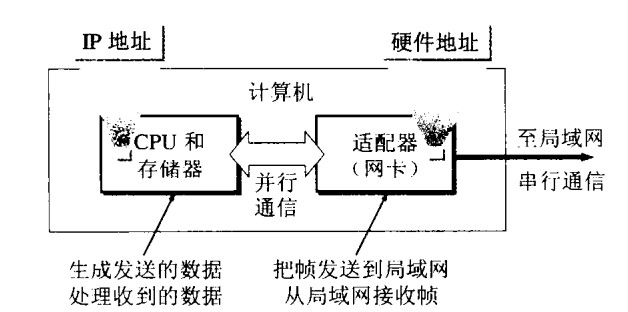 IP 地址
硬件地址
计算机
CPU 和
存储器
并行
通信
适配器
（网卡）
至局域网
串行通信
生成发送的数据
处理收到的数据
把帧发送到局域网
从局域网接收帧